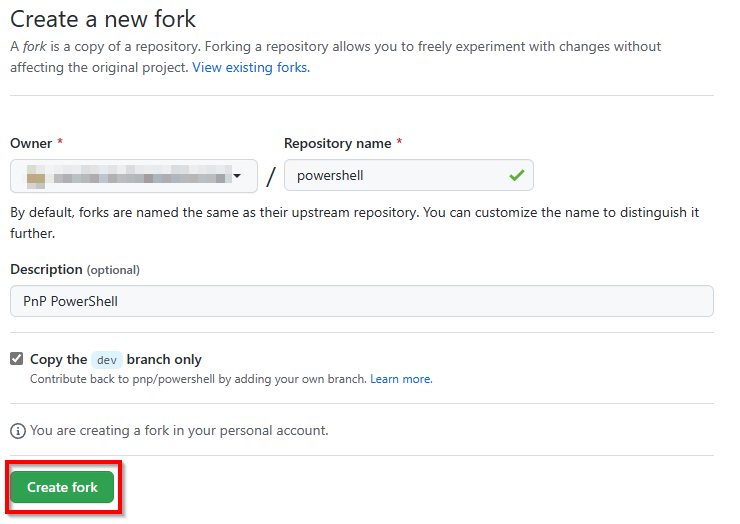 Create a new fork
A fork is a copy of a repository. Forking a repository allows you to freely experiment with changes without
affecting the original project. View existing forks.
Owner *
Repository name *
/
powershell
By default, forks are named the same as their upstream repository. You can customize the name to distinguish it
further.
Description (optional)
PnP PowerShell
Copy the dev branch only
Contribute back to pnp/powershell by adding your own branch. Learn more.
You are creating a fork in your personal account.
Create fork